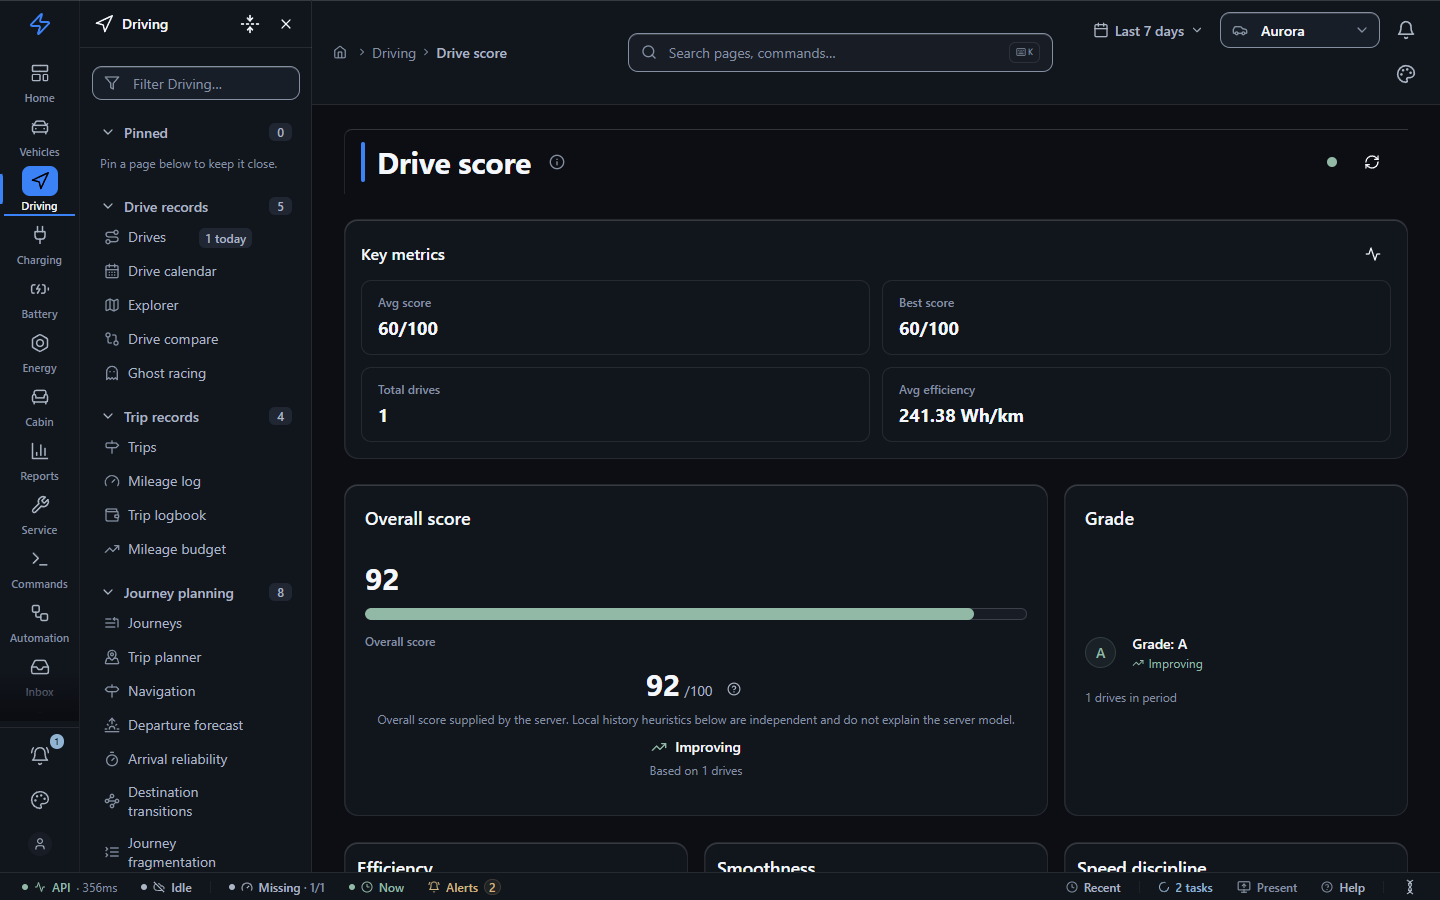 Driving
Home
Vehicles
Driving
Charging
Battery
Energy
Cabin
Reports
Service
Commands
Automation
Inbox
1
Filter Driving...
Pinned 0
Pin a page below to keep it close.
Drive records 5
Drives 1 today
Drive calendar
Explorer
Drive compare
Ghost racing
Trip records 4
Trips
Mileage log
Trip logbook
Mileage budget
Journey planning 8
Journeys
Trip planner
Navigation
Departure forecast
Arrival reliability
Destination
transitions
Journey
fragmentation
Driving Drive score
Search pages, commands... K
Last 7 days
Aurora
Drive score
Key metrics
Avg score
60/100
Best score
60/100
Total drives
1
Avg efficiency
241.38 Wh/km
Overall score
92
Overall score
92 /100
Overall score supplied by the server. Local history heuristics below are independent and do not explain the server model.
Improving
Based on 1 drives
Grade
A
Grade: A
Improving
1 drives in period
Efficiency
Smoothness
Speed discipline
API · 356ms
Idle
Missing · 1/1
Now
Alerts 2
Recent
2 tasks
Present
Help